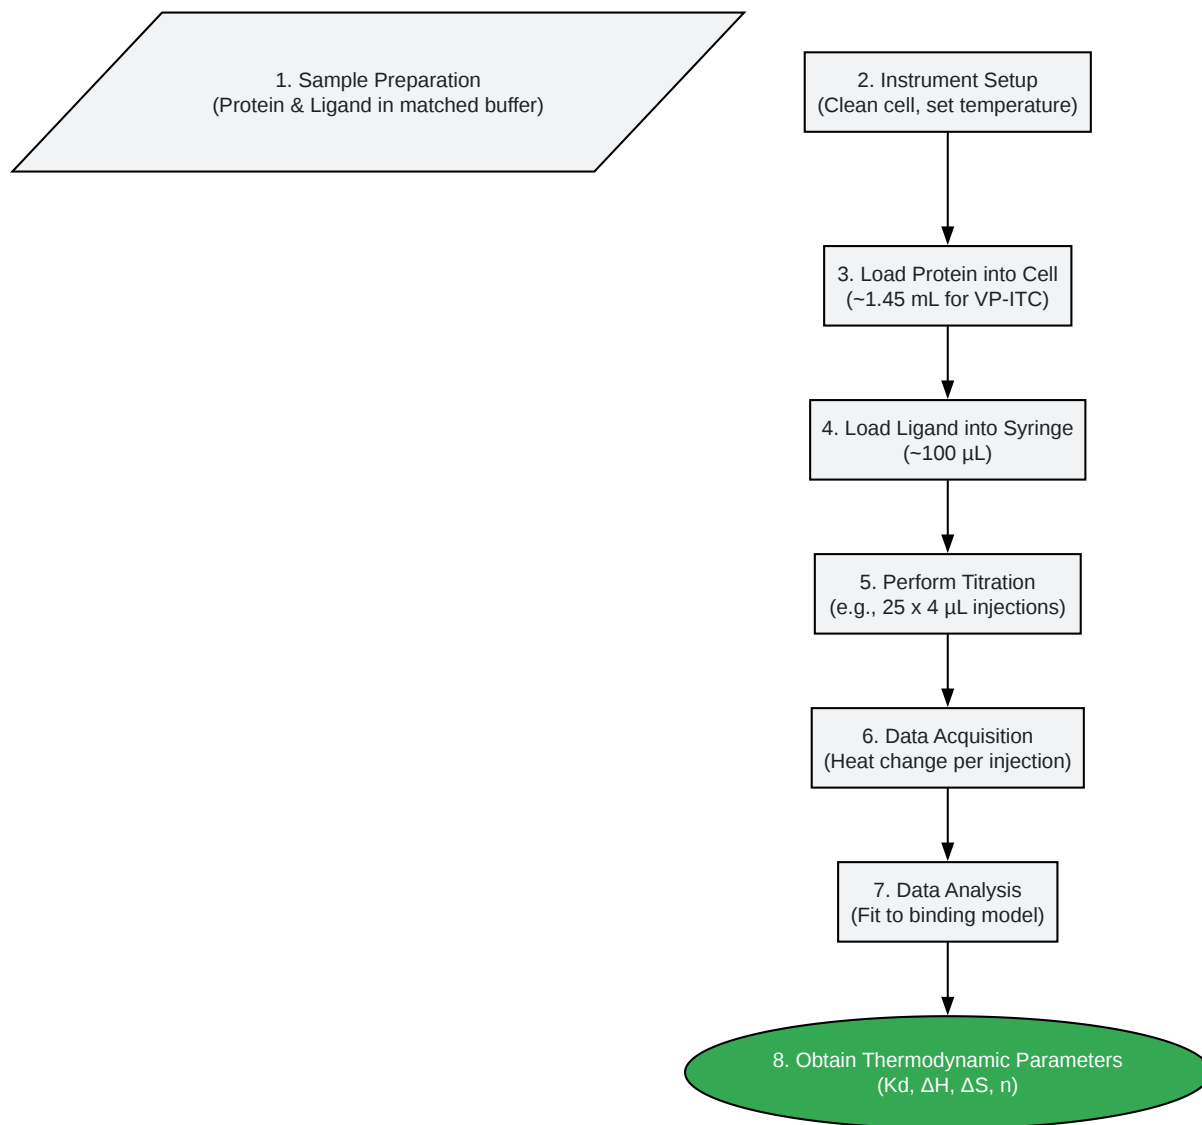 1. Sample Preparation
(Protein & Ligand in matched buffer)
2. Instrument Setup
(Clean cell, set temperature)
3. Load Protein into Cell
(~1.45 mL for VP-ITC)
4. Load Ligand into Syringe
(~100 µL)
5. Perform Titration
(e.g., 25 x 4 µL injections)
6. Data Acquisition
(Heat change per injection)
7. Data Analysis
(Fit to binding model)
8. Obtain Thermodynamic Parameters
(Kd, ΔH, ΔS, n)